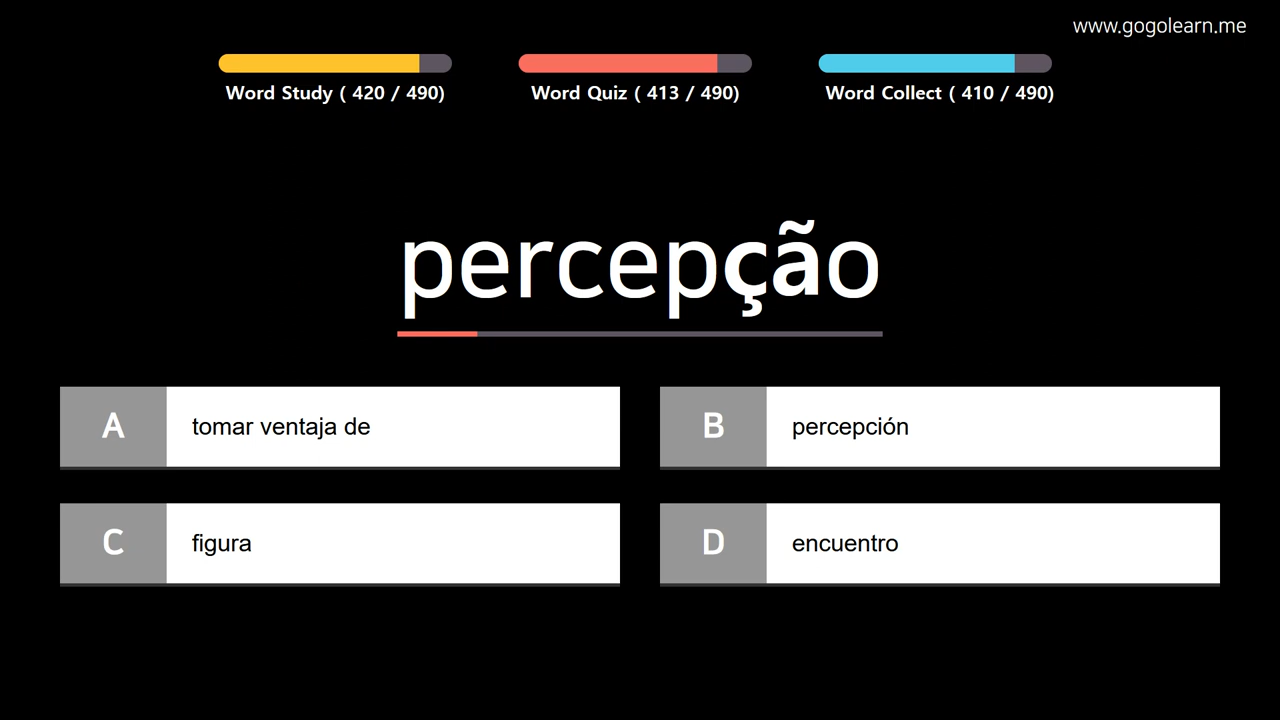 www.gogolearn.me
Word Study ( 420 / 490)
Word Quiz ( 413 / 490)
Word Collect ( 410 / 490)
percepção
A tomar ventaja de
B percepción
C figura
D encuentro